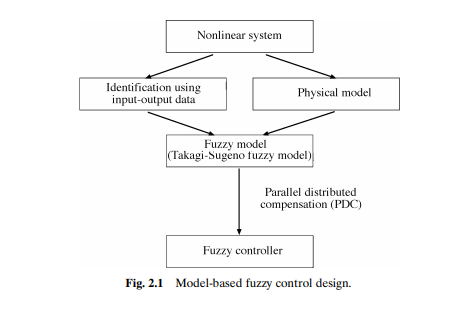 Nonlinear system
Identification using
input-output data
Physical model
Fuzzy model
(Takagi-Sugeno fuzzy model)
Parallel distributed
compensation (PDC)
Fuzzy controller
Fig. 2.1 Model-based fuzzy control design.